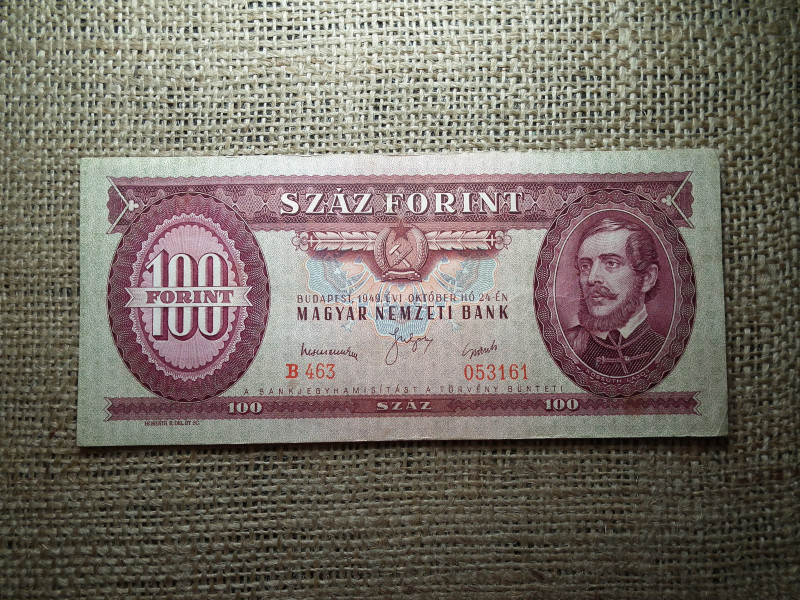 SZÁZ FORINT
100
FORINT
BUDAPEST, 1949. ÉVI OKTÓBER HÓ 24-ÉN
MAGYAR NEMZETI BANK
B 463 053161
A BANKJEGYHAMISÍTÁST A TÖRVÉNY BÜNTETI
100 SZÁZ 100